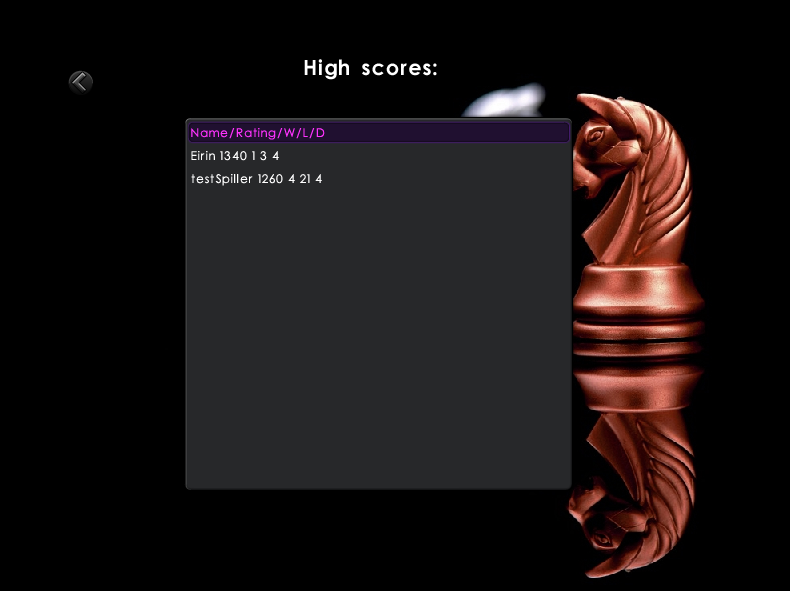 High scores:
Name/Rating/W/L/D
Eirin 1340 1 3 4
testSpiller 1260 4 21 4